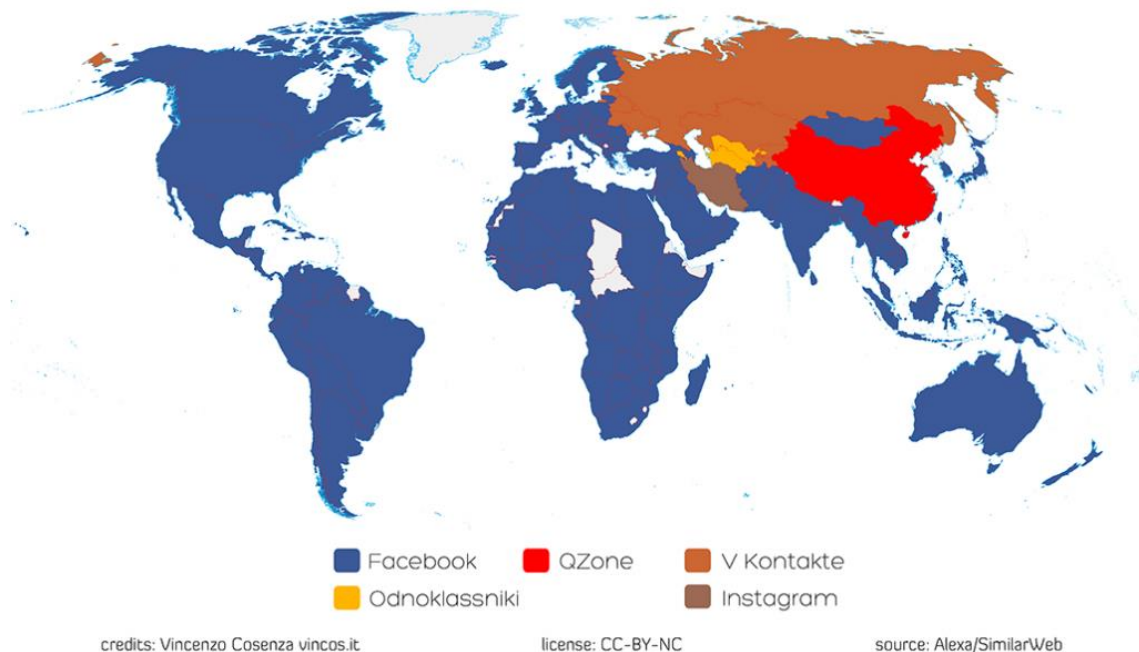 Facebook QZone V Kontakte
Odnoklassniki Instagram
credits: Vincenzo Cosenza vincos.it license: CC-BY-NC source: Alexa/SimilarWeb